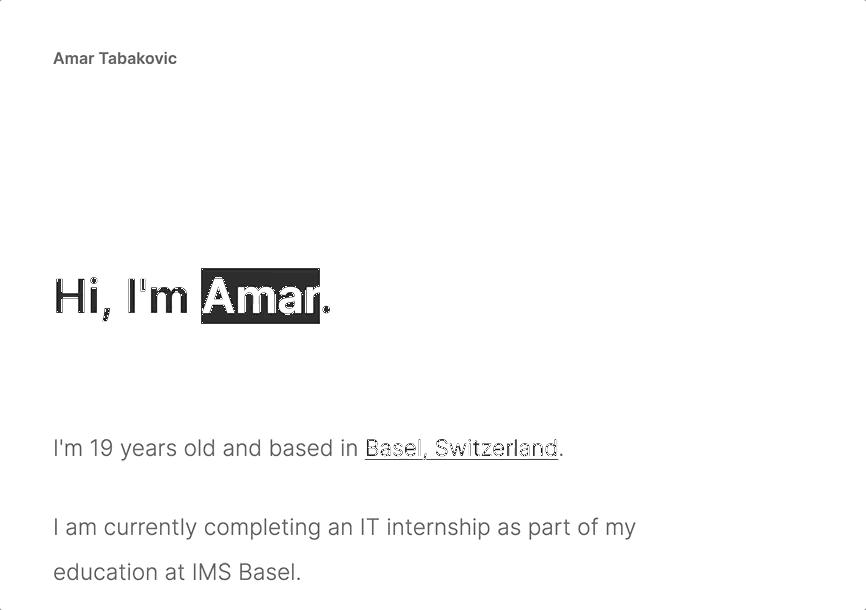 Amar Tabakovic
Hi, I'm Amar.
I'm 19 years old and based in Basel, Switzerland.
I am currently completing an IT internship as part of my
education at IMS Basel.